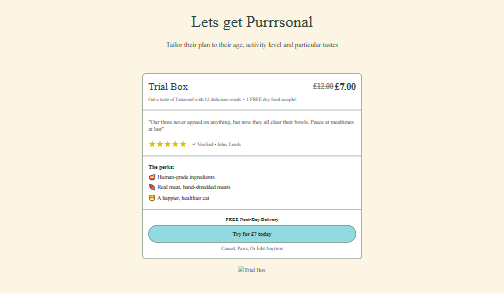 Lets get Purrrsonal
Tailor their plan to their age, activity level and particular tastes
Trial Box £12.00 £7.00
Get a taste of Untamed with 12 delicious meals + 1 FREE dry food sample!
"Our three never agreed on anything, but now they all clear their bowls. Peace at mealtimes
at last"
★★★★★ ✓ Verified • John, Leeds
The perks:
Human-grade ingredients
Real meat, hand-shredded meats
A happier, healthier cat
FREE Next-Day Delivery
Try for £7 today
Cancel, Pause, Or Edit Anytime
Trial Box